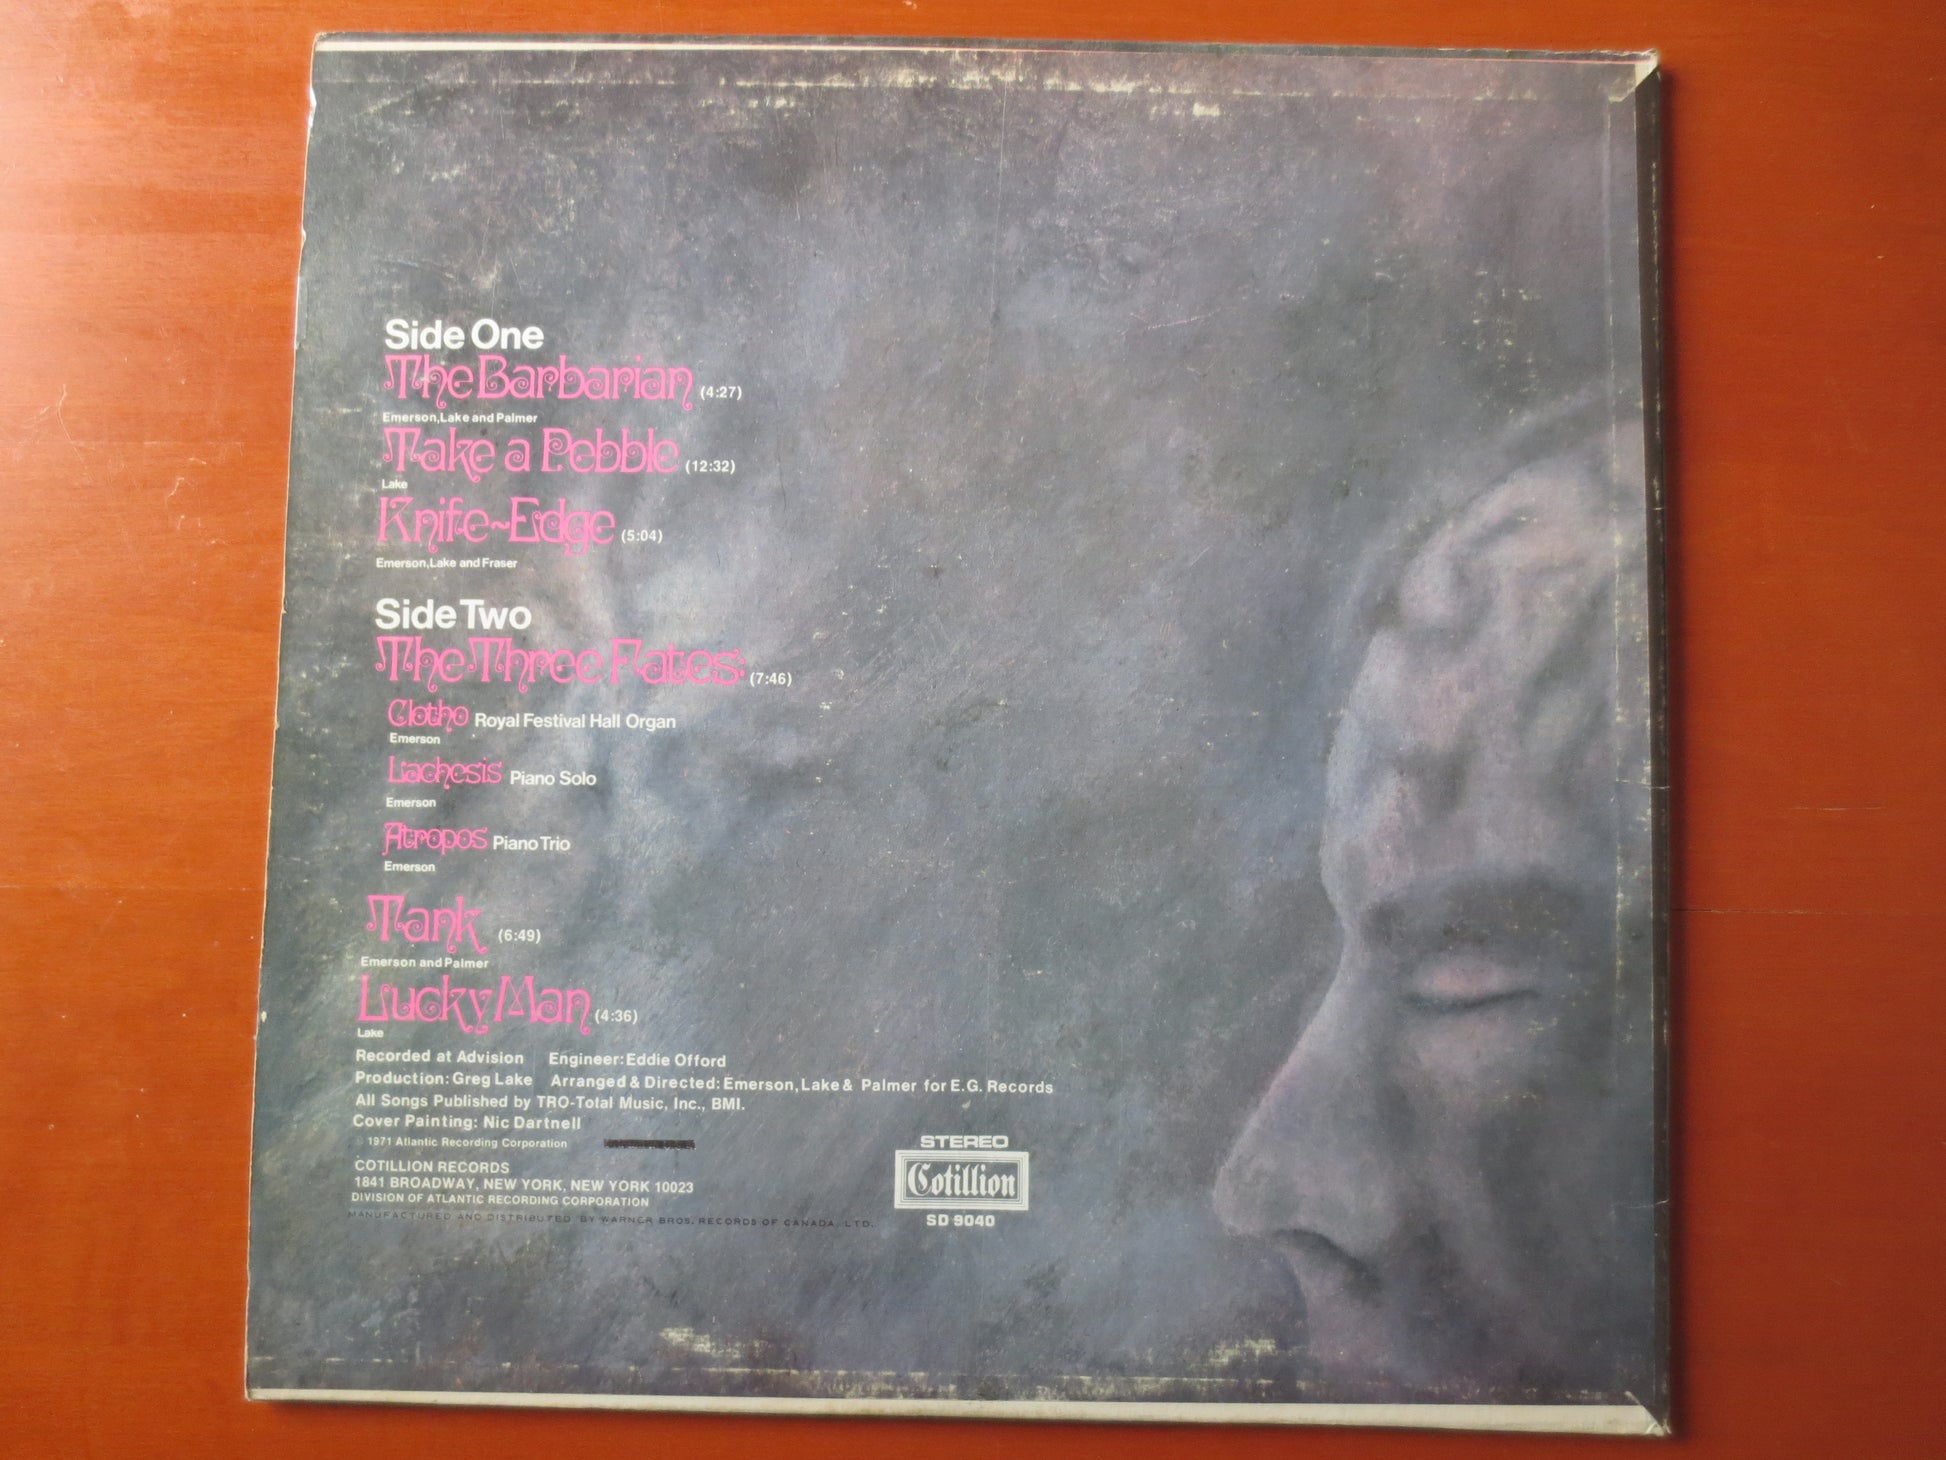 Side One
The Barbarian (4:27)
Emerson, Lake and Palmer
Take a Pebble (12:32)
Lake
Knife~Edge (5:04)
Emerson, Lake and Fraser
Side Two
The Three Fates: (7:46)
Clotho Royal Festival Hall Organ
Emerson
Lachesis Piano Solo
Emerson
Atropos Piano Trio
Emerson
Tank (6:49)
Emerson and Palmer
Lucky Man (4:36)
Lake
Recorded at Advision Engineer: Eddie Offord
Production: Greg Lake Arranged & Directed: Emerson, Lake & Palmer for E.G. Records
All Songs Published by TRO-Total Music, Inc., BMI.
Cover Painting: Nic Dartnell
© 1971 Atlantic Recording Corporation
COTILLION RECORDS
1841 BROADWAY, NEW YORK, NEW YORK 10023
DIVISION OF ATLANTIC RECORDING CORPORATION
MANUFACTURED AND DISTRIBUTED BY WARNER BROS. RECORDS OF CANADA, LTD.
STEREO
Cotillion
SD 9040